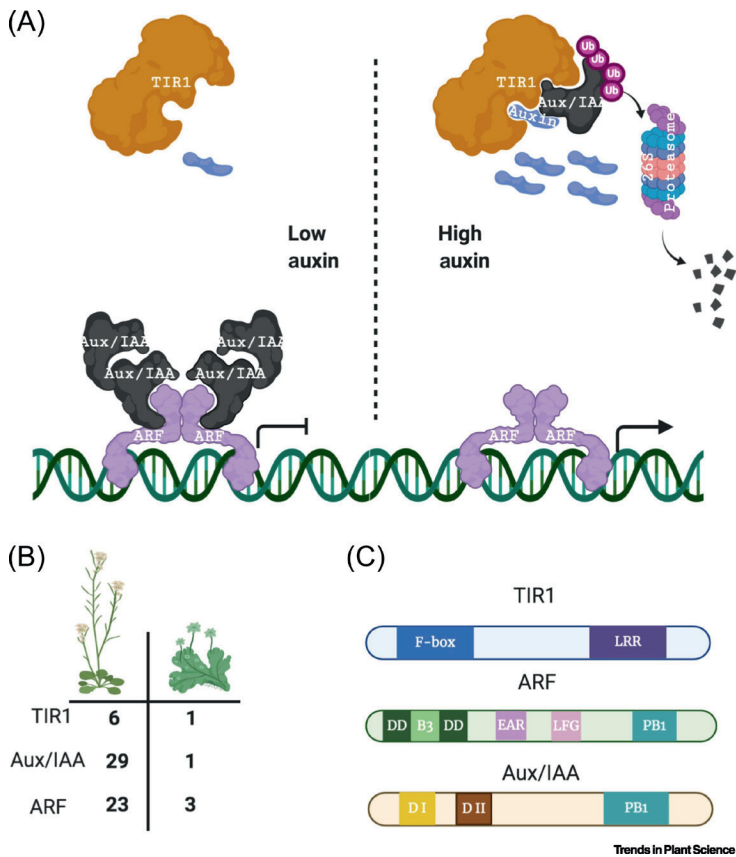 (A)
TIR1
Low
auxin
Aux/IAA
Aux/IAA
Aux/IAA
Aux/IAA
ARF
ARF
TIR1
Aux/IAA
Auxin
Ub
Ub
Ub
Ub
26S
Proteasome
High
auxin
ARF
ARF
(B)
TIR1 6 1
Aux/IAA 29 1
ARF 23 3
(C)
TIR1
F-box LRR
ARF
DD B3 DD EAR LFG PB1
Aux/IAA
D I D II PB1
Trends in Plant Science